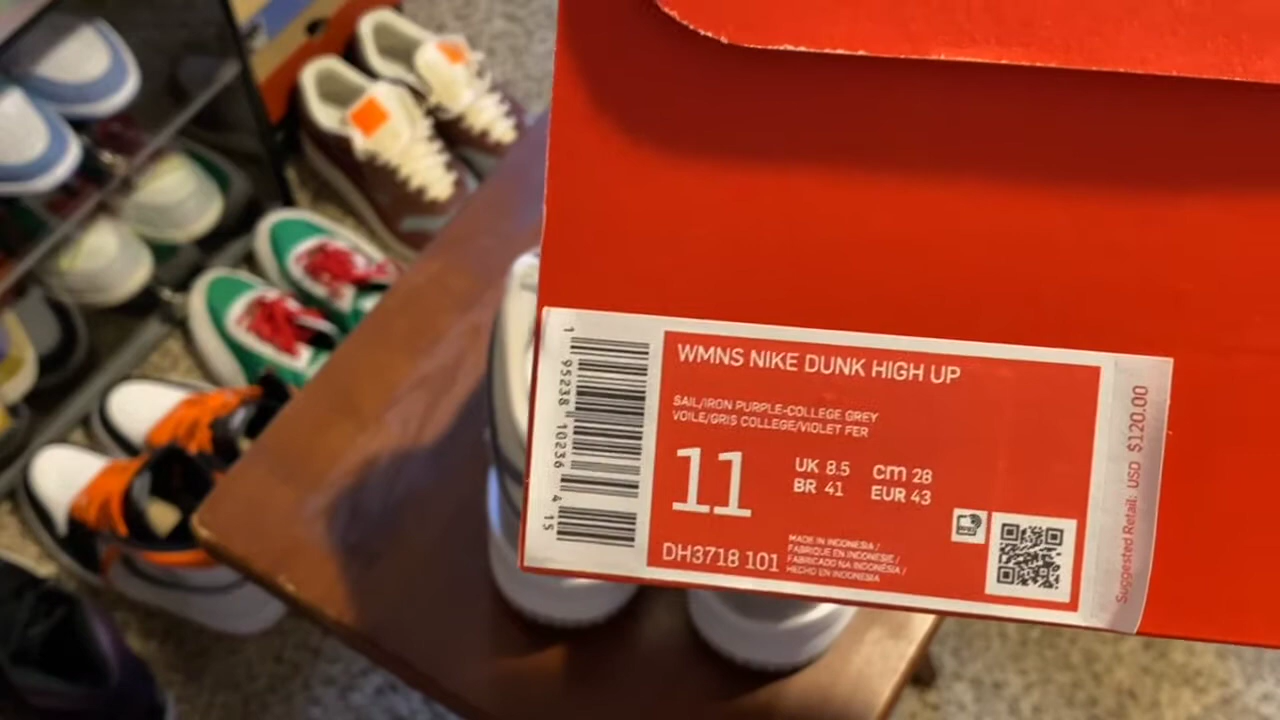 WMNS NIKE DUNK HIGH UP
SAIL/IRON PURPLE-COLLEGE GREY
VOILE/GRIS COLLEGE/VIOLET FER
11
UK 8.5 cm 28
BR 41 EUR 43
DH3718 101
MADE IN INDONESIA /
FABRIQUE EN INDONESIE /
FABRICADO NA INDONÉSIA /
HECHO EN INDONESIA
1 95238 10236 4 15
Suggested Retail: USD $120.00